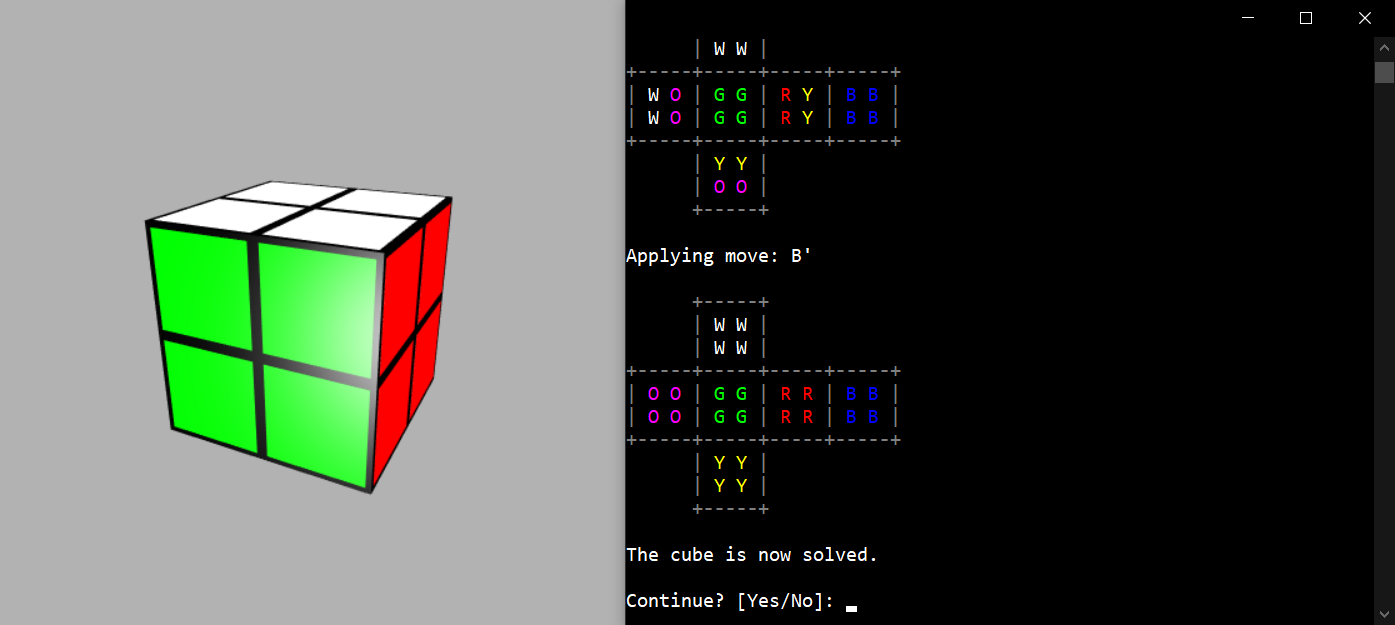 | W W |
+-----+-----+-----+-----+
| W O | G G | R Y | B B |
| W O | G G | R Y | B B |
+-----+-----+-----+-----+
| Y Y |
| O O |
+-----+
Applying move: B'
+-----+
| W W |
| W W |
+-----+-----+-----+-----+
| O O | G G | R R | B B |
| O O | G G | R R | B B |
+-----+-----+-----+-----+
| Y Y |
| Y Y |
+-----+
The cube is now solved.
Continue? [Yes/No]: